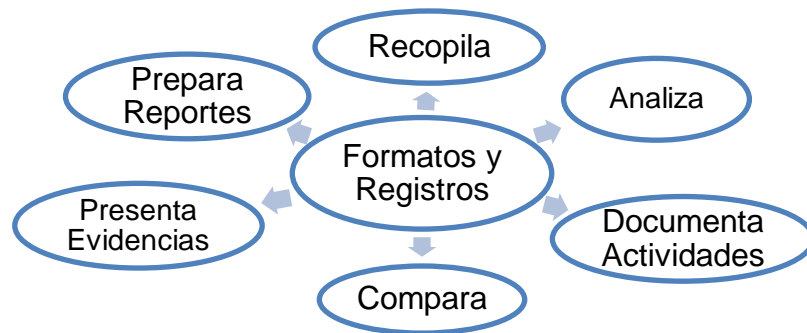 Recopila
Prepara
Reportes
Analiza
Formatos y
Registros
Presenta
Evidencias
Documenta
Actividades
Compara